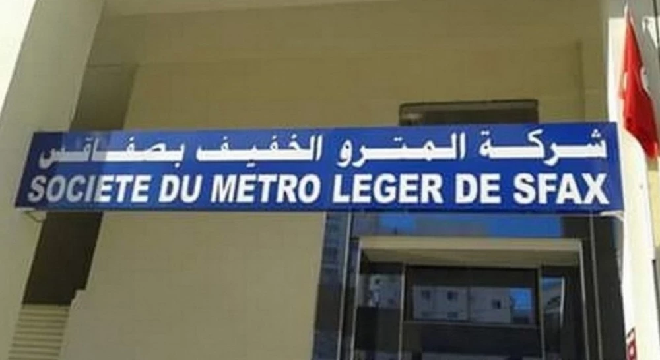 شركة المترو الخفيف بصفاقس
SOCIETE DU METRO LEGER DE SFAX